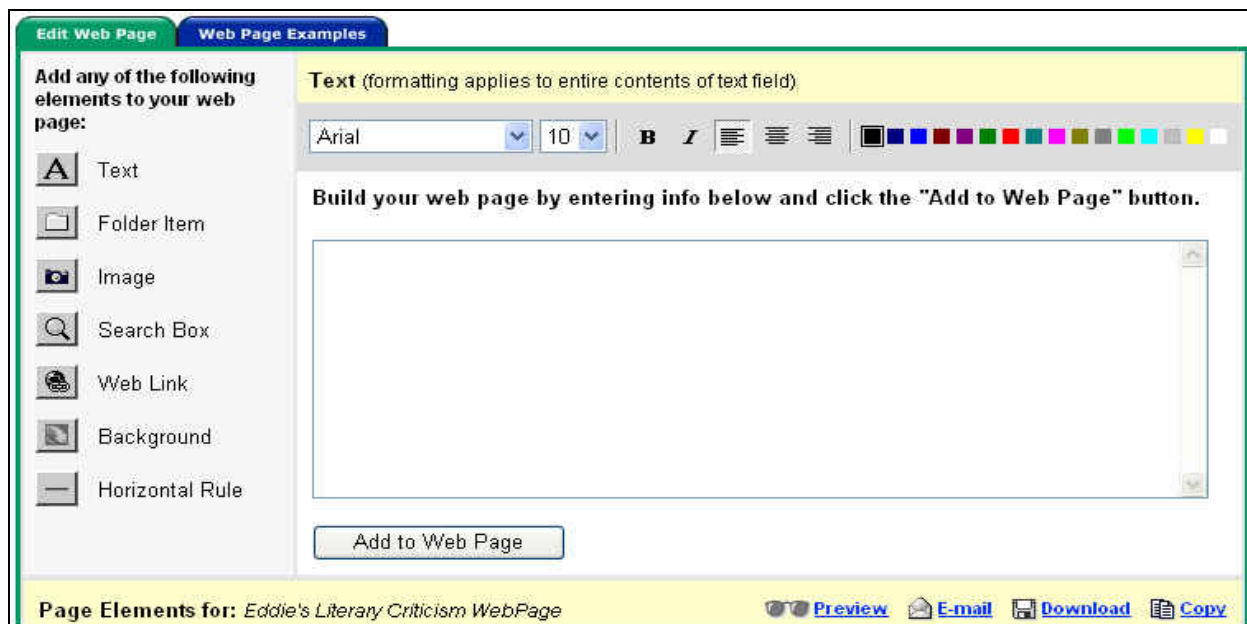 Edit Web Page Web Page Examples
Add any of the following
elements to your web
page:
A Text
Folder Item
Image
Search Box
Web Link
Background
Horizontal Rule
Text (formatting applies to entire contents of text field)
Arial 10 B I
Build your web page by entering info below and click the "Add to Web Page" button.
Add to Web Page
Page Elements for: Eddie's Literary Criticism WebPage Preview E-mail Download Copy